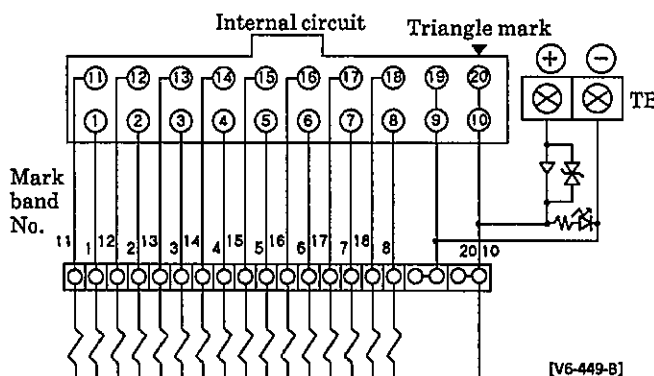 Internal circuit
Triangle mark
+ −
11 12 13 14 15 16 17 18 19 20
TB
1 2 3 4 5 6 7 8 9 10
Mark
band
No.
11 1 12 2 13 3 14 4 15 5 16 6 17 7 18 8 20 10
[V6-449-B]